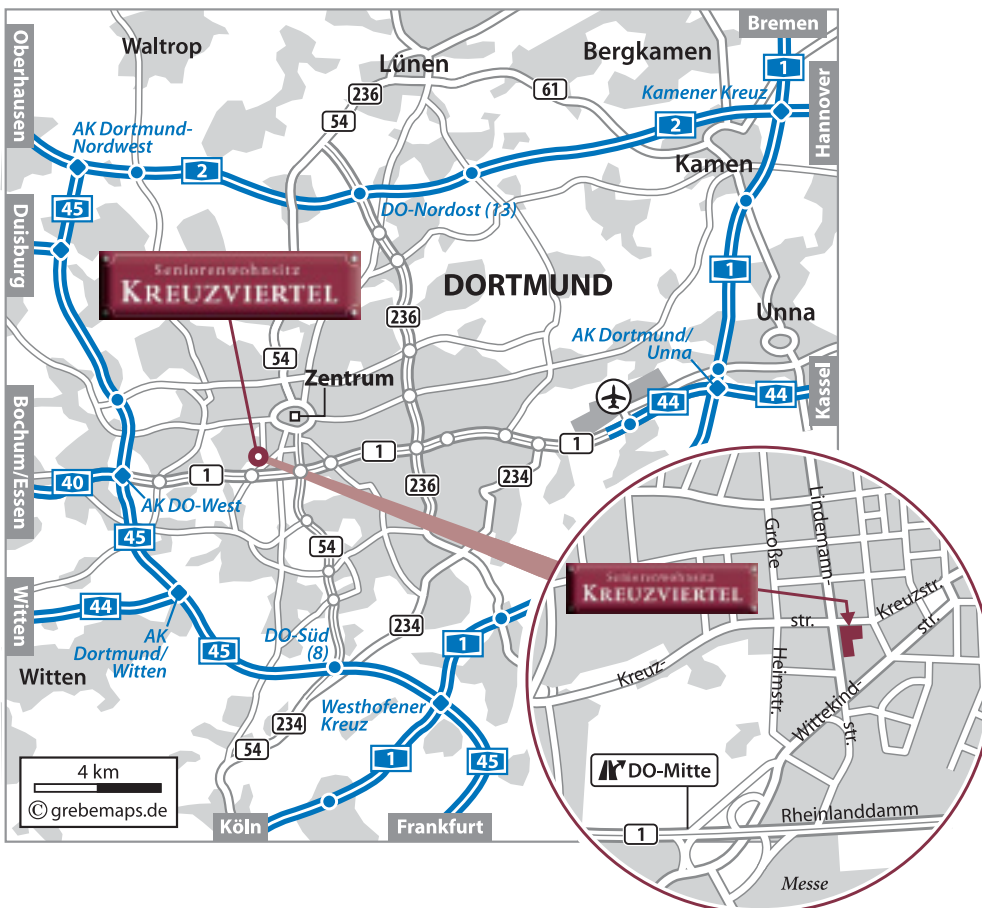 Bremen
Oberhausen
Waltrop
Lünen
Bergkamen
1
236
61
Kamener Kreuz
Hannover
54
2
AK Dortmund-
Nordwest
Kamen
2
45
DO-Nordost (13)
Duisburg
Seniorenwohnsitz
KREUZVIERTEL
DORTMUND
1
236
Unna
AK Dortmund/
Unna
54
Zentrum
Kassel
44
44
Bochum/Essen
1
1
1
40
234
236
AK DO-West
45
54
Witten
44
234
AK
Dortmund/
Witten
45
DO-Süd
(8)
1
Witten
Westhofener
Kreuz
234
54
1
45
4 km
© grebemaps.de
Köln
Frankfurt
Lindemann-
Große
Seniorenwohnsitz
KREUZVIERTEL
Kreuzstr.
str.
str.
Kreuz-
Heimstr.
Wittekind-
str.
DO-Mitte
Rheinlanddamm
1
Messe